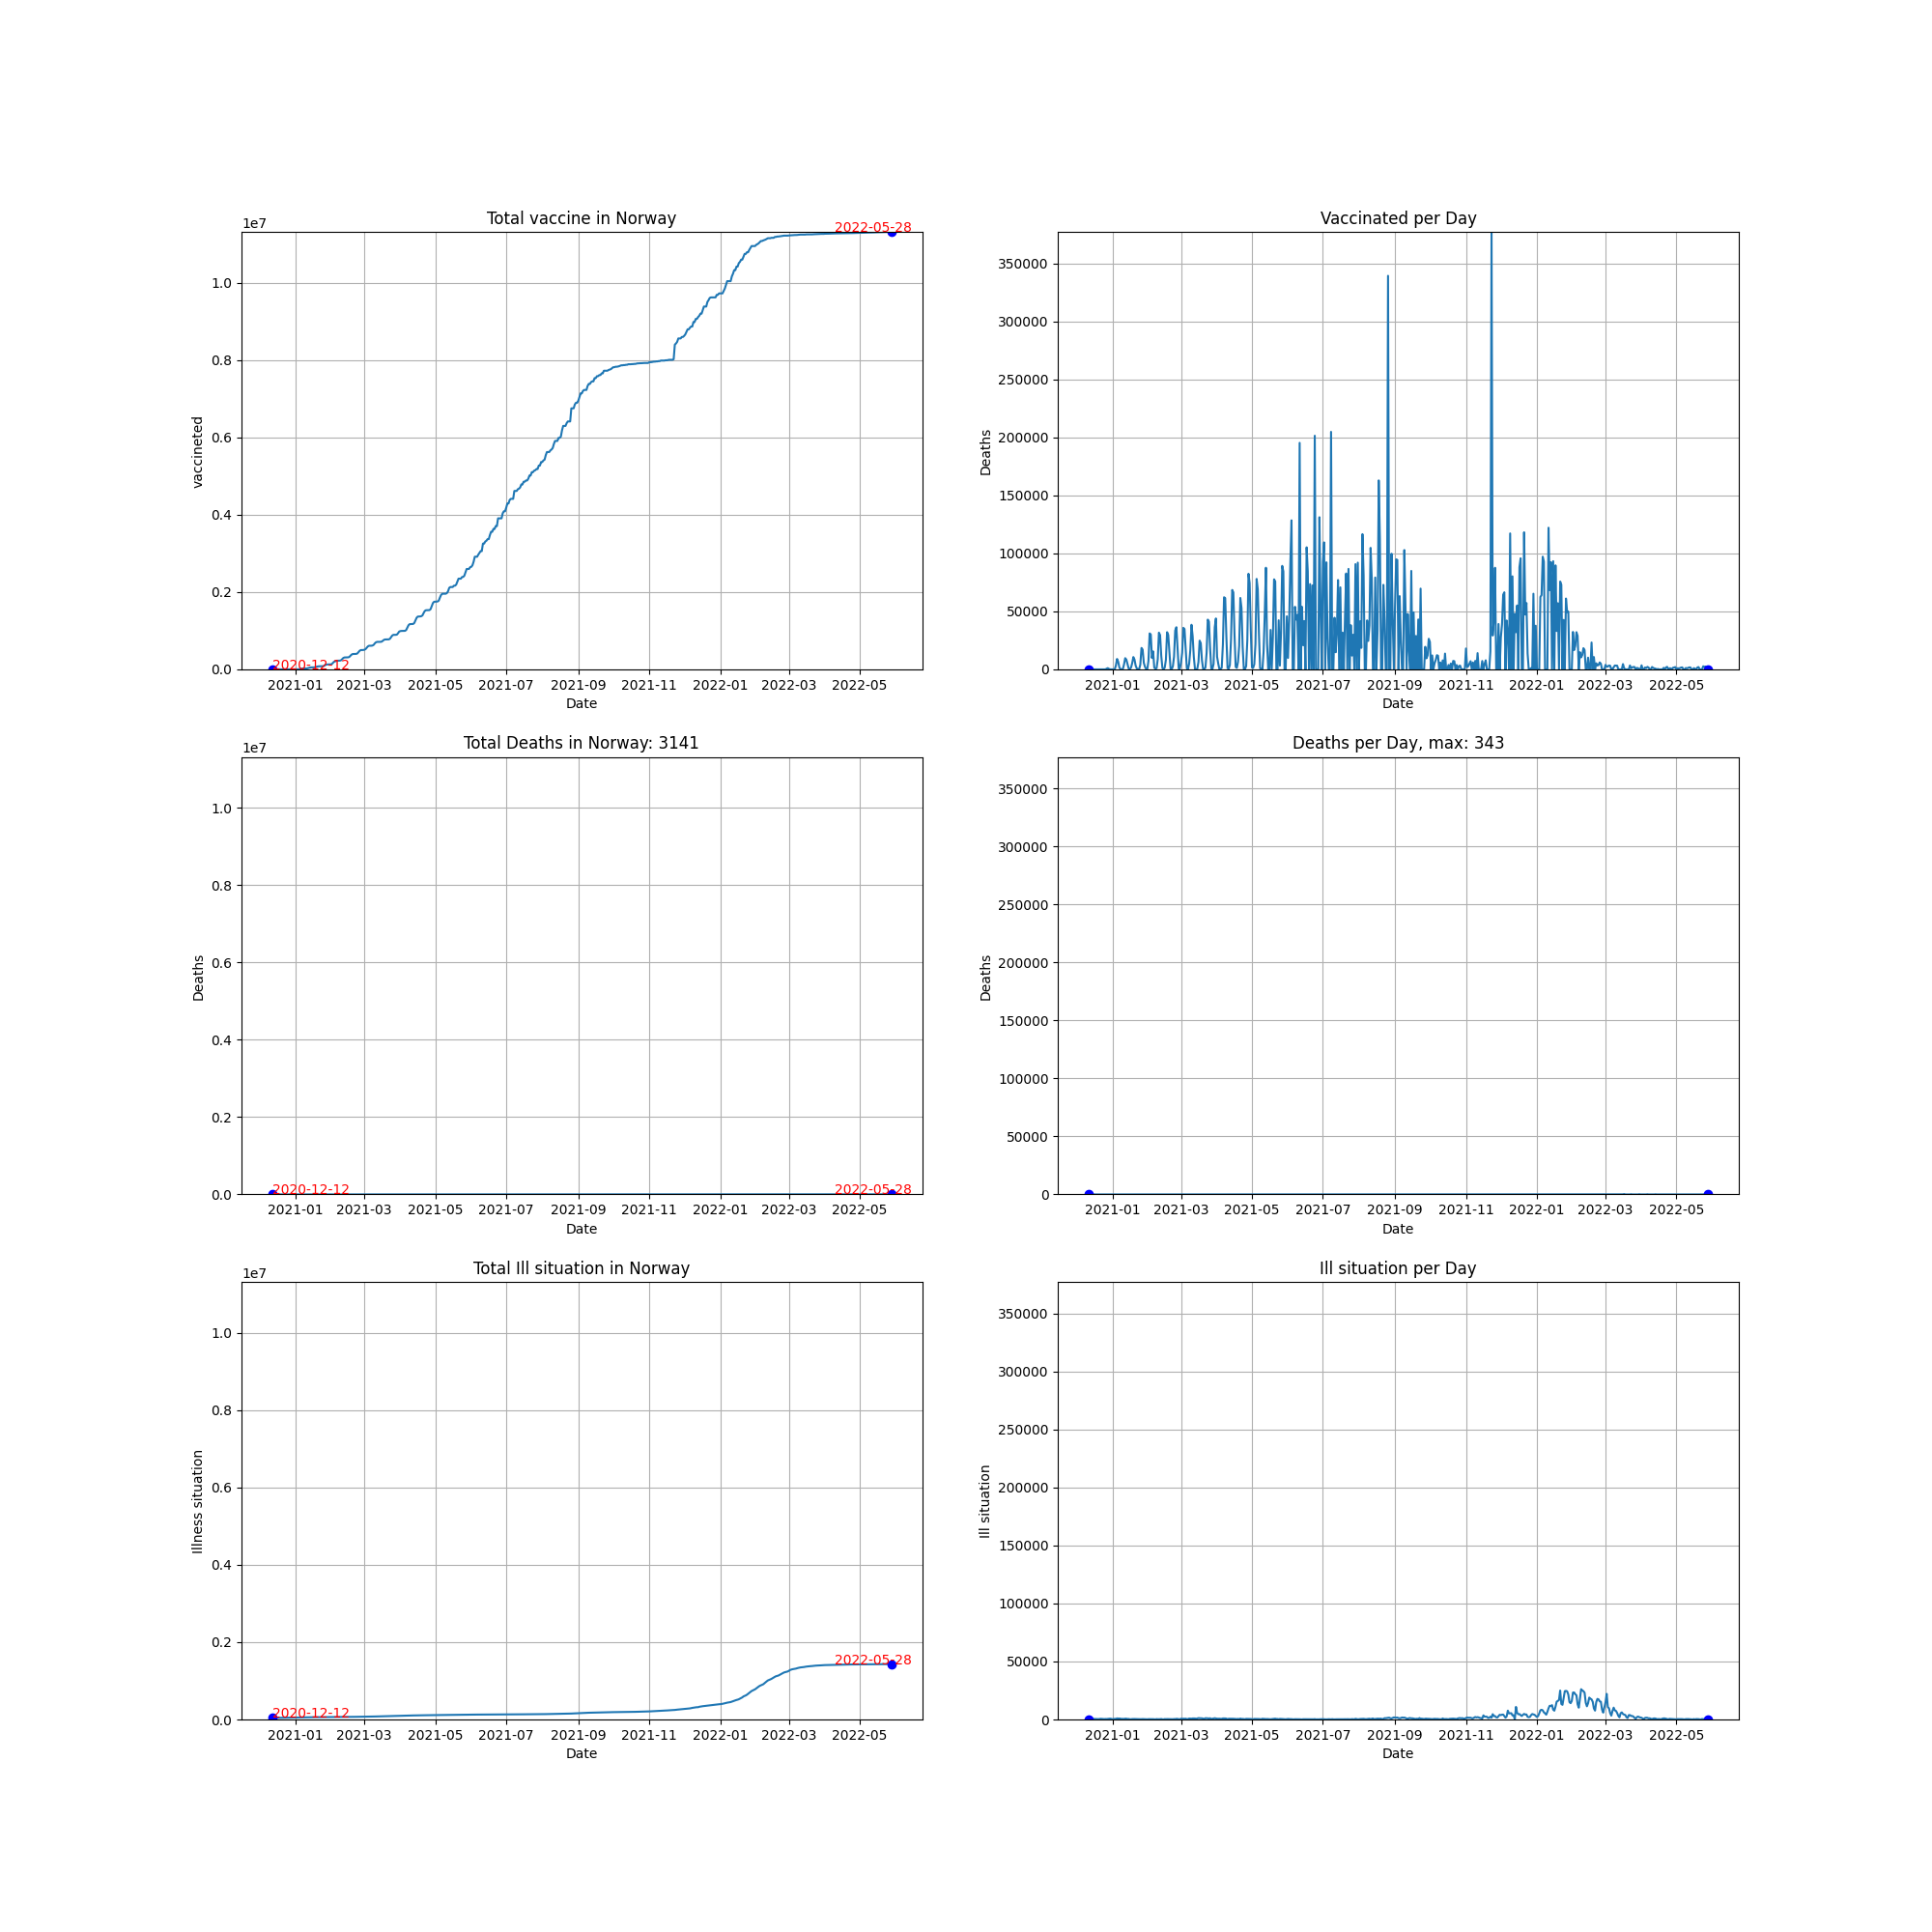 Total vaccine in Norway
1e7
2022-05-28
1.0
0.8
0.6
0.4
0.2
0.0
vaccineted
2020-12-12
2021-01 2021-03 2021-05 2021-07 2021-09 2021-11 2022-01 2022-03 2022-05
Date
Vaccinated per Day
350000
300000
250000
200000
150000
100000
50000
0
Deaths
2021-01 2021-03 2021-05 2021-07 2021-09 2021-11 2022-01 2022-03 2022-05
Date
Total Deaths in Norway: 3141
1e7
1.0
0.8
0.6
0.4
0.2
0.0
Deaths
2020-12-12
2022-05-28
2021-01 2021-03 2021-05 2021-07 2021-09 2021-11 2022-01 2022-03 2022-05
Date
Deaths per Day, max: 343
350000
300000
250000
200000
150000
100000
50000
0
Deaths
2021-01 2021-03 2021-05 2021-07 2021-09 2021-11 2022-01 2022-03 2022-05
Date
Total Ill situation in Norway
1e7
1.0
0.8
0.6
0.4
0.2
0.0
Illness situation
2022-05-28
2020-12-12
2021-01 2021-03 2021-05 2021-07 2021-09 2021-11 2022-01 2022-03 2022-05
Date
Ill situation per Day
350000
300000
250000
200000
150000
100000
50000
0
Ill situation
2021-01 2021-03 2021-05 2021-07 2021-09 2021-11 2022-01 2022-03 2022-05
Date